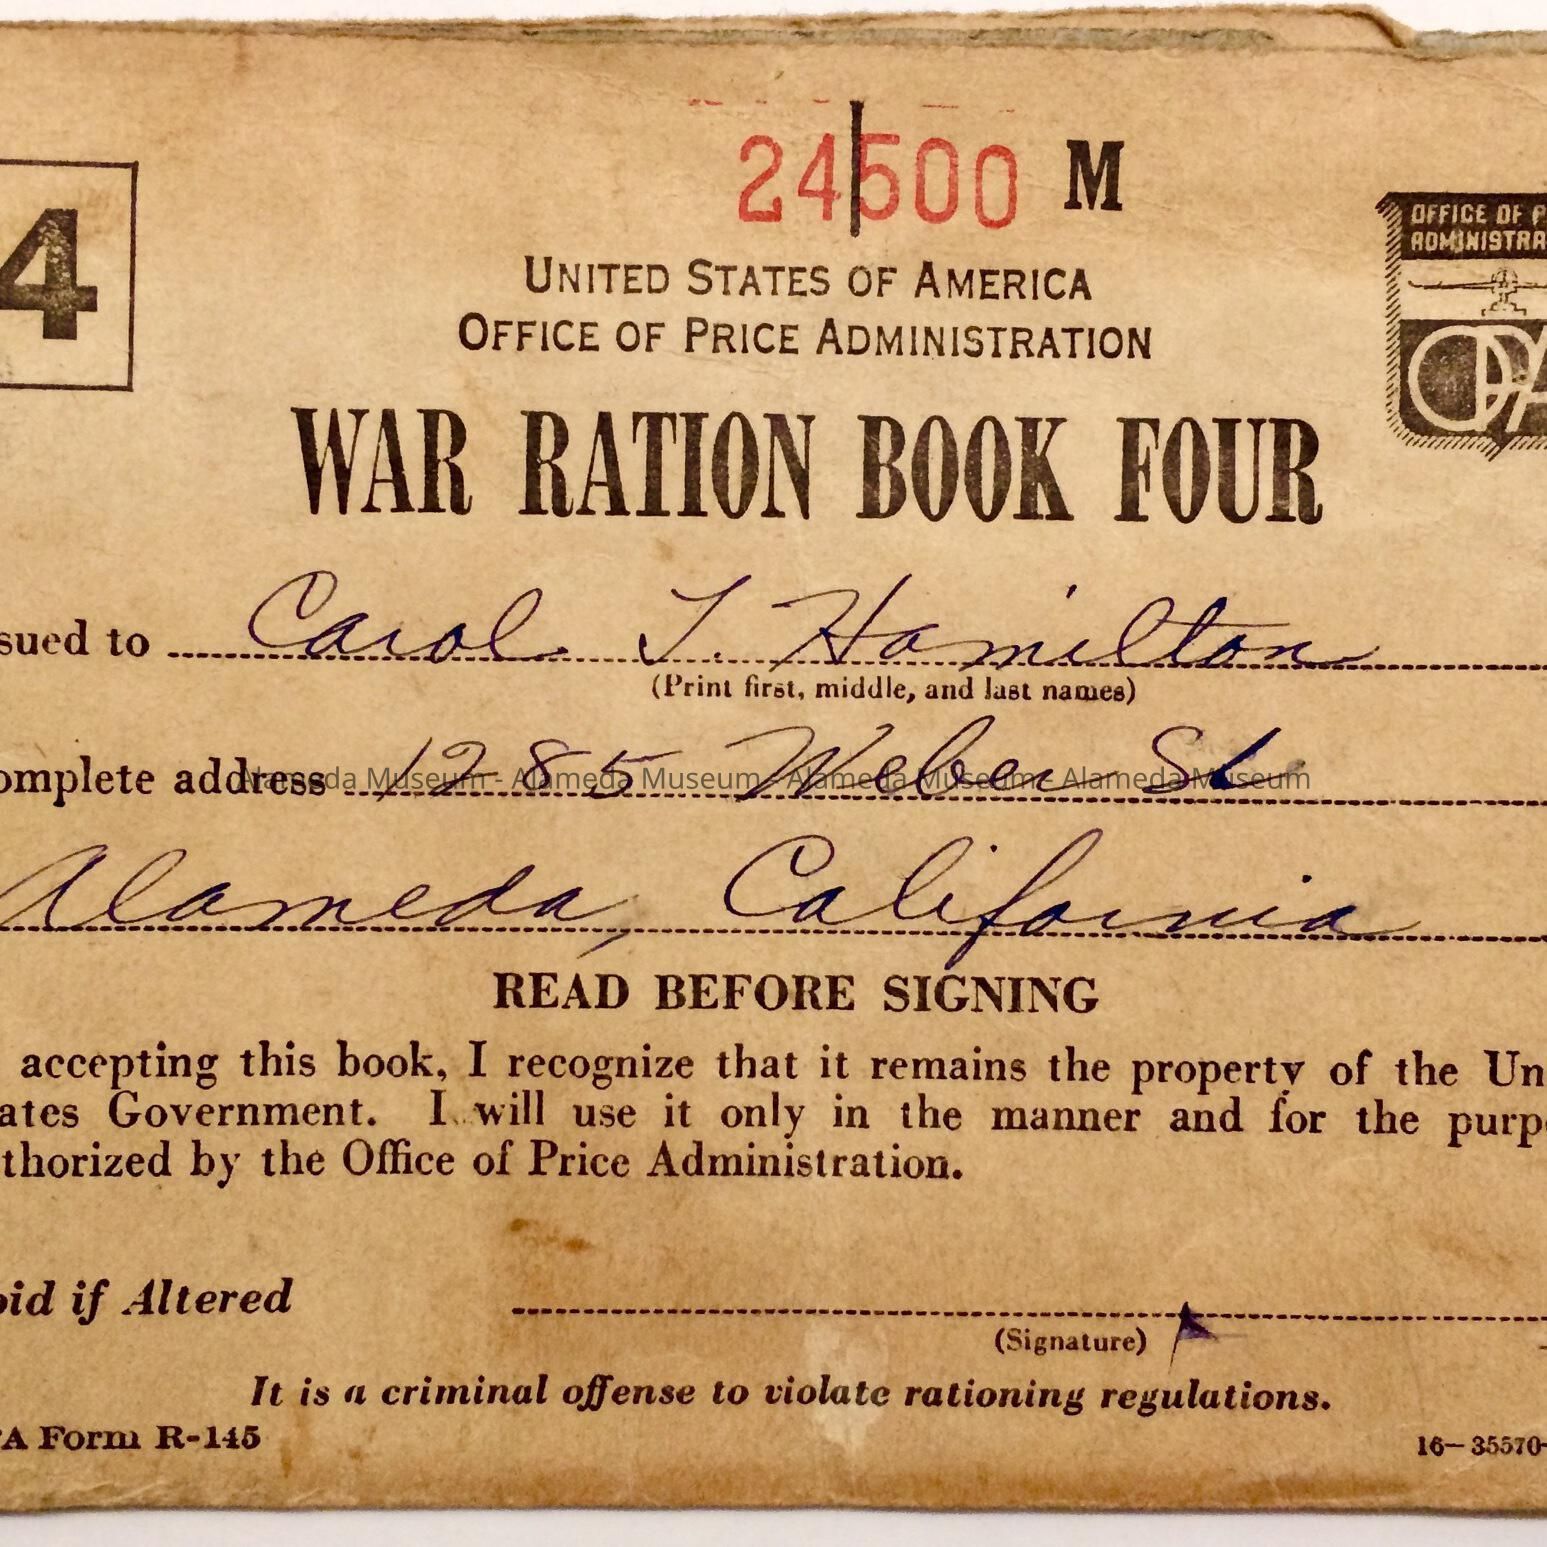 24500 M
4
OFFICE OF P
ADMINISTRA
OPA
UNITED STATES OF AMERICA
OFFICE OF PRICE ADMINISTRATION
WAR RATION BOOK FOUR
sued to Carol T. Hamilton
(Print first, middle, and last names)
omplete address 1285 Weber St
Alameda Museum - Alameda Museum - Alameda Museum - Alameda Museum
Alameda, California
READ BEFORE SIGNING
accepting this book, I recognize that it remains the property of the Un
ates Government. I will use it only in the manner and for the purp
thorized by the Office of Price Administration.
oid if Altered
(Signature)
It is a criminal offense to violate rationing regulations.
PA Form R-145
16—35570-